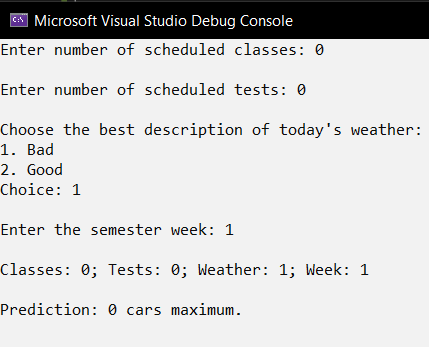 Microsoft Visual Studio Debug Console
Enter number of scheduled classes: 0
Enter number of scheduled tests: 0
Choose the best description of today's weather:
1. Bad
2. Good
Choice: 1
Enter the semester week: 1
Classes: 0; Tests: 0; Weather: 1; Week: 1
Prediction: 0 cars maximum.